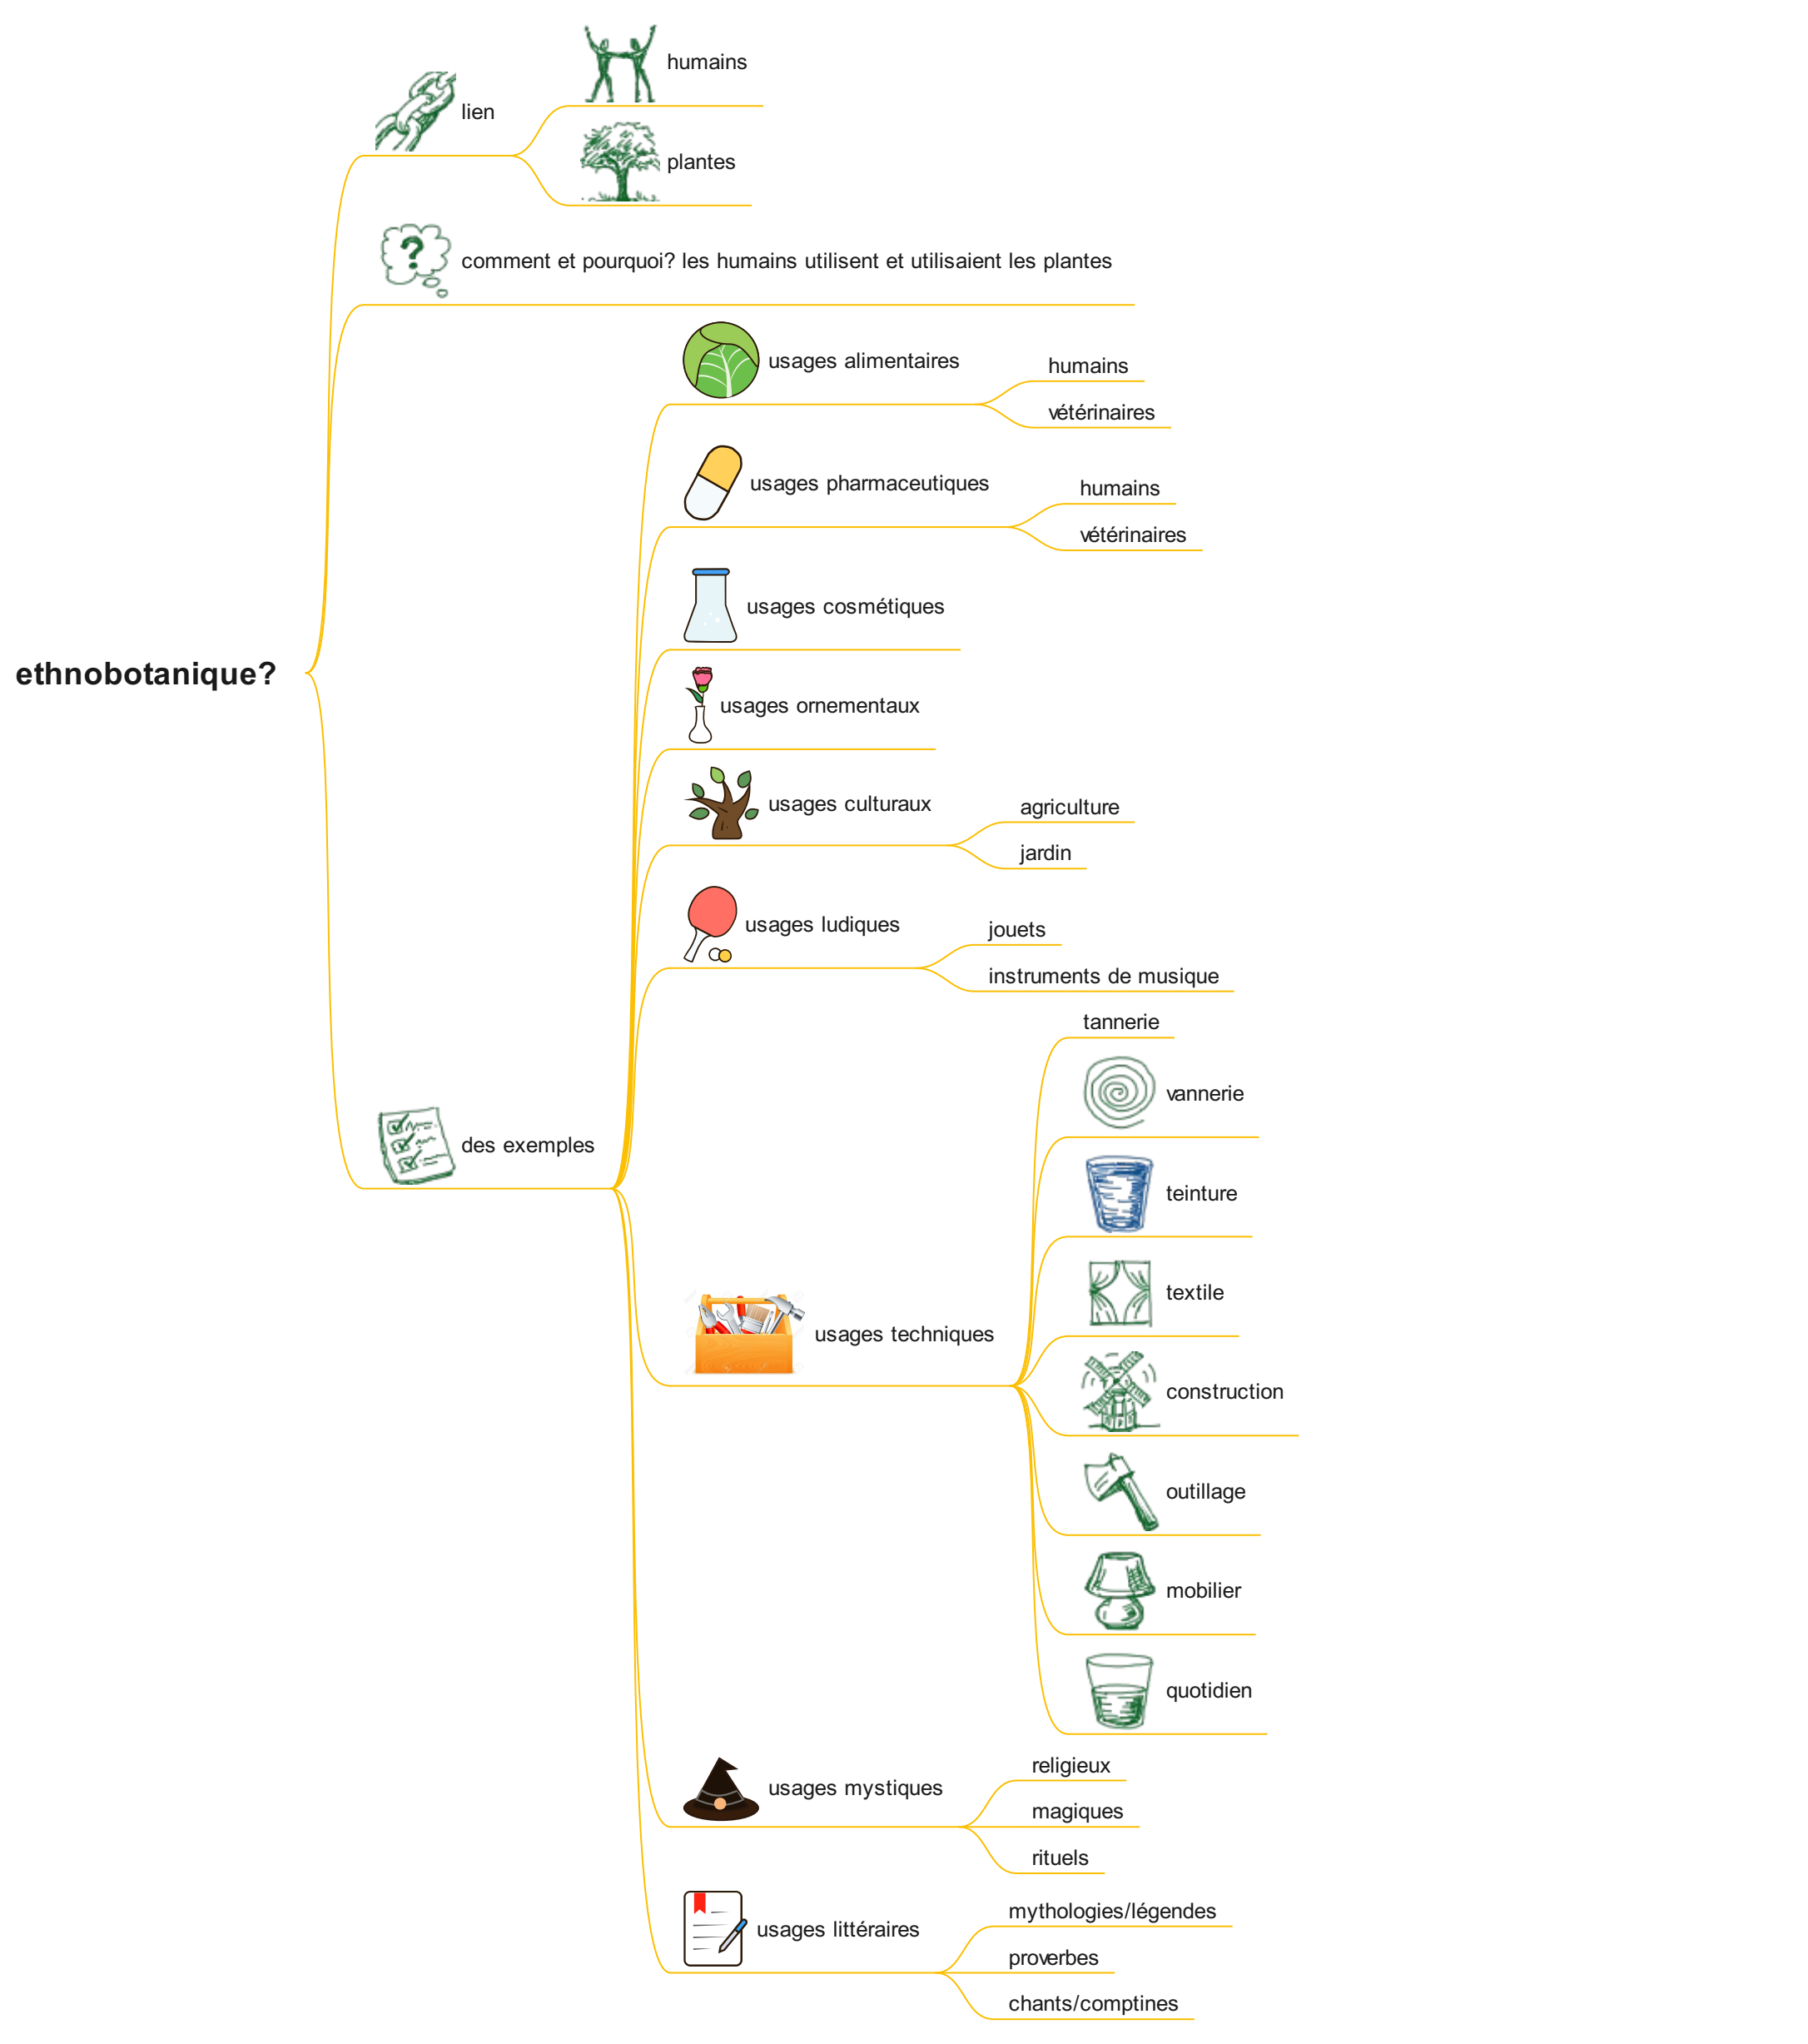 humains
lien
plantes
comment et pourquoi? les humains utilisent et utilisaient les plantes
usages alimentaires
humains
vétérinaires
usages pharmaceutiques
humains
vétérinaires
usages cosmétiques
ethnobotanique?
usages ornementaux
usages culturaux
agriculture
jardin
usages ludiques
jouets
instruments de musique
des exemples
usages techniques
tannerie
vannerie
teinture
textile
construction
outillage
mobilier
quotidien
usages mystiques
religieux
magiques
rituels
usages littéraires
mythologies/légendes
proverbes
chants/comptines